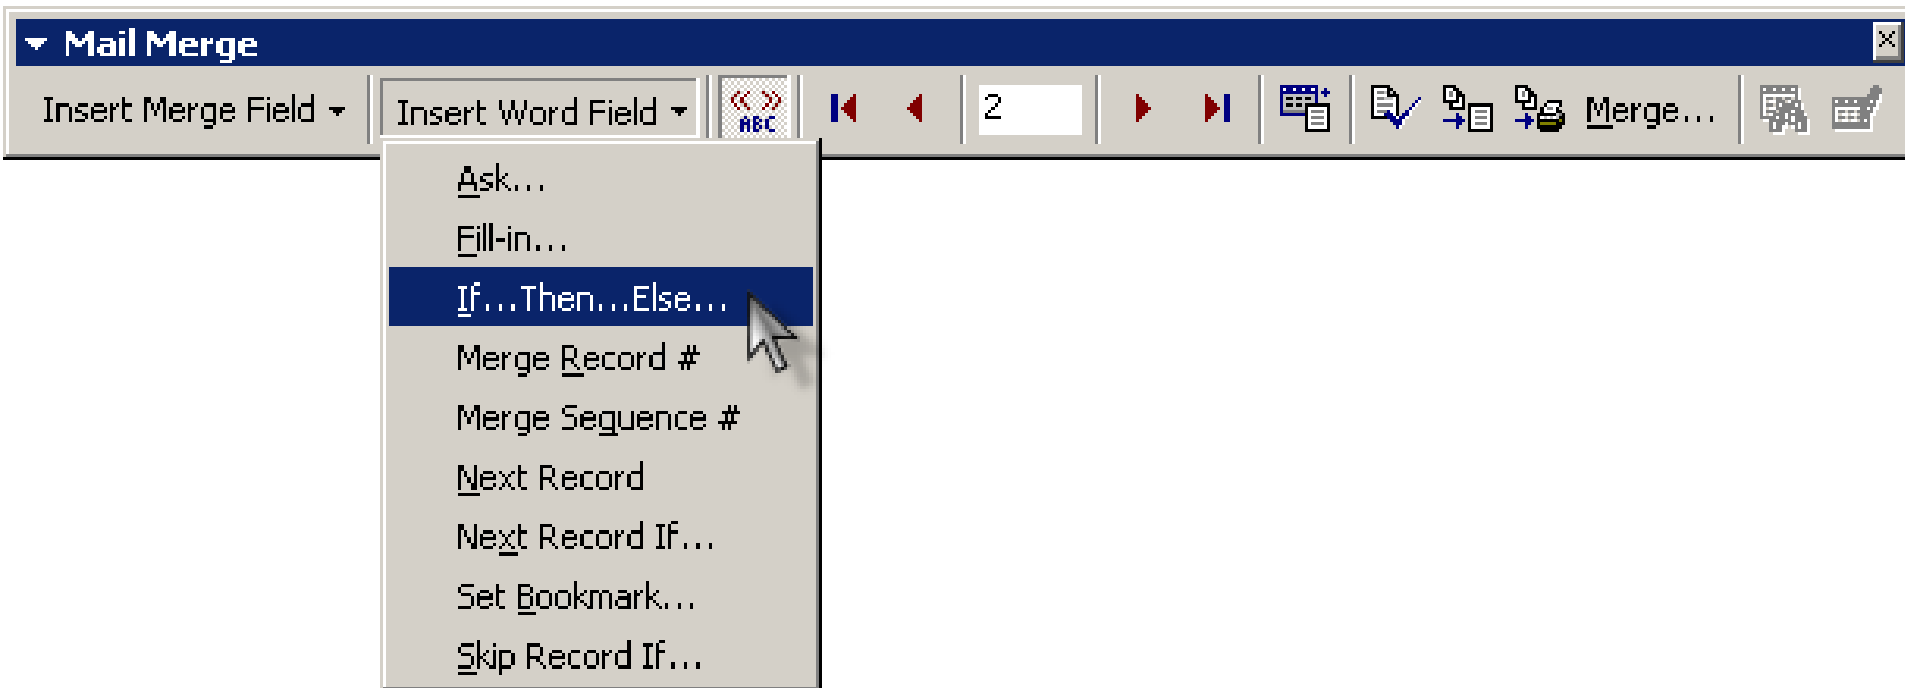 Mail Merge
Insert Merge Field Insert Word Field « » ABC 2 Merge...
Ask...
Fill-in...
If...Then...Else...
Merge Record #
Merge Sequence #
Next Record
Next Record If...
Set Bookmark...
Skip Record If...